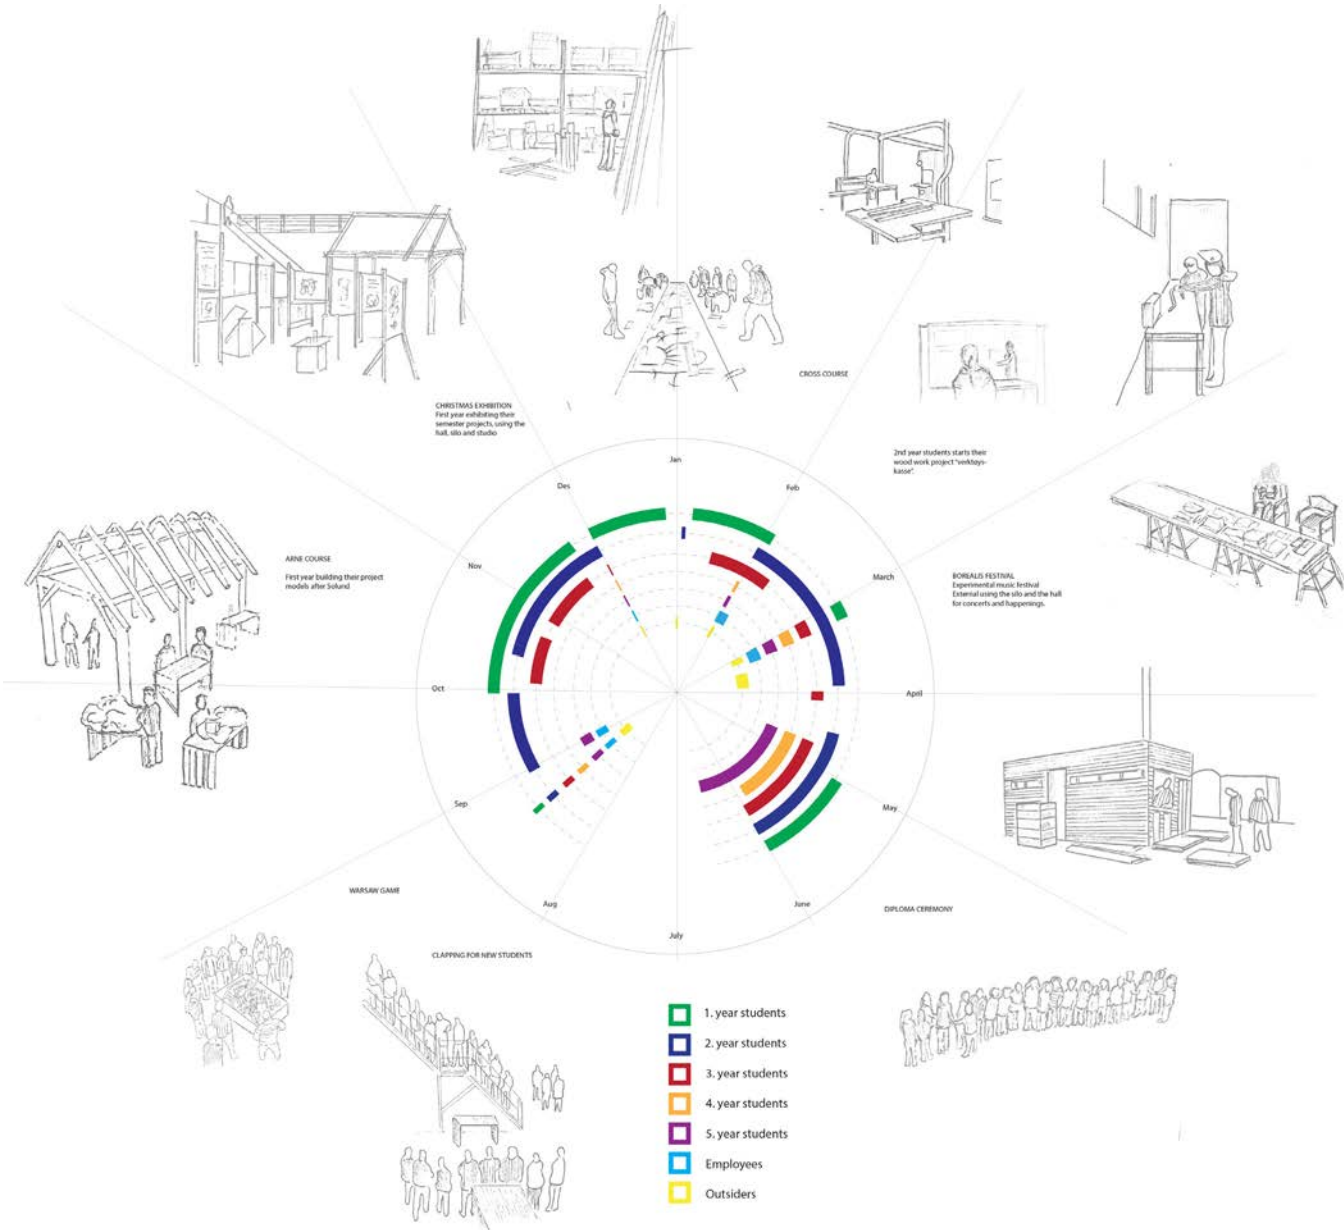 CROSS COURSE
CHRISTMAS EXHIBITION
First year exhibiting their
semester projects, using the
hall, silo and studio
2nd year students starts their
wood work project "verktøys-
kasse".
ARNE COURSE
First year building their project
models after Solund
BOREALIS FESTIVAL
Experimental music festival
External using the silo and the hall
for concerts and happenings.
Jan
Feb
March
April
May
June
July
Aug
Sep
Oct
Nov
Des
WARSAW GAME
CLAPPING FOR NEW STUDENTS
DIPLOMA CEREMONY
1. year students
2. year students
3. year students
4. year students
5. year students
Employees
Outsiders